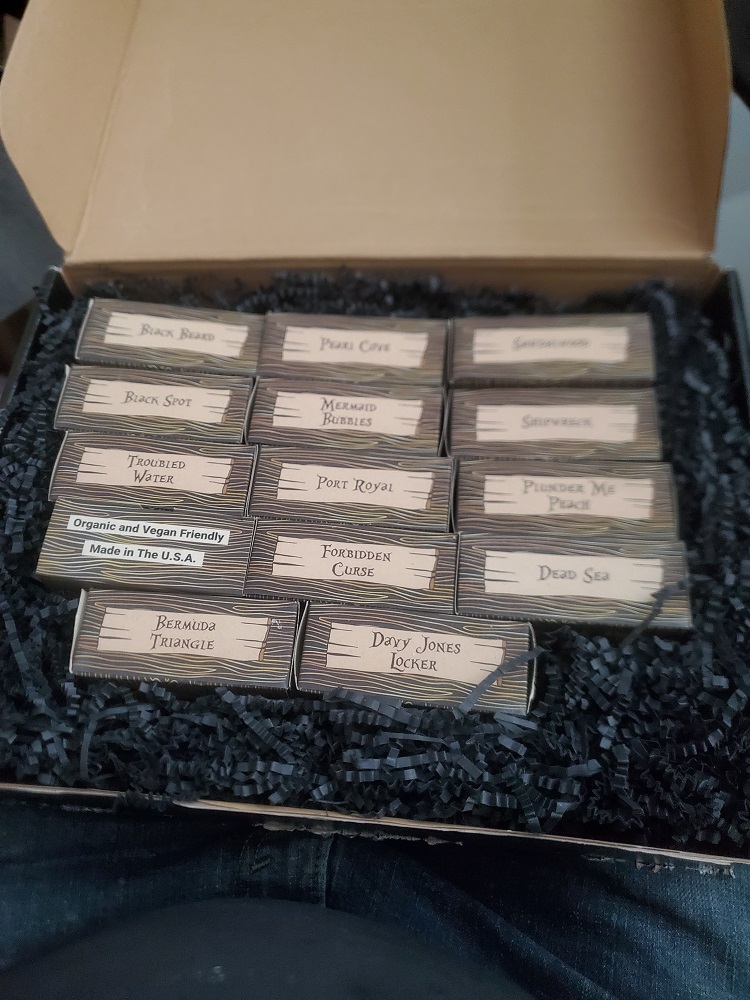 Black Beard
Pearl Cove
Sandalwood
Black Spot
Mermaid
Bubbles
Shipwreck
Troubled
Water
Port Royal
Plunder Me
Peach
Organic and Vegan Friendly
Made in The U.S.A.
Forbidden
Curse
Dead Sea
Bermuda
Triangle
Davy Jones
Locker